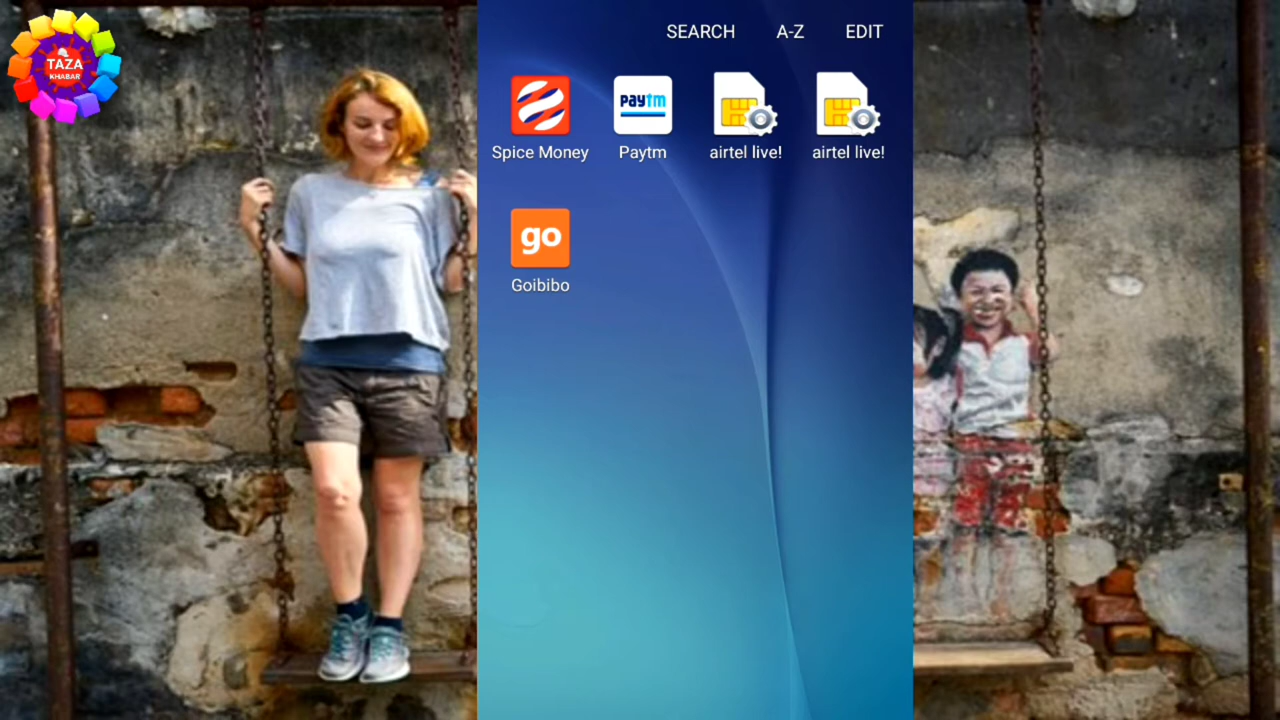 TAZA
KHABAR
SEARCH A-Z EDIT
paytm
Spice Money Paytm airtel live! airtel live!
go
Goibibo